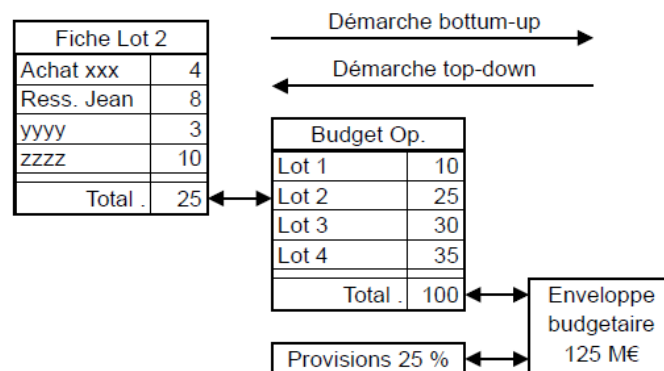 Démarche bottum-up
Démarche top-down
Fiche Lot 2
Achat xxx 4
Ress. Jean 8
yyyy 3
zzzz 10
Total . 25
Budget Op.
Lot 1 10
Lot 2 25
Lot 3 30
Lot 4 35
Total . 100
Provisions 25 %
Enveloppe
budgetaire
125 M€